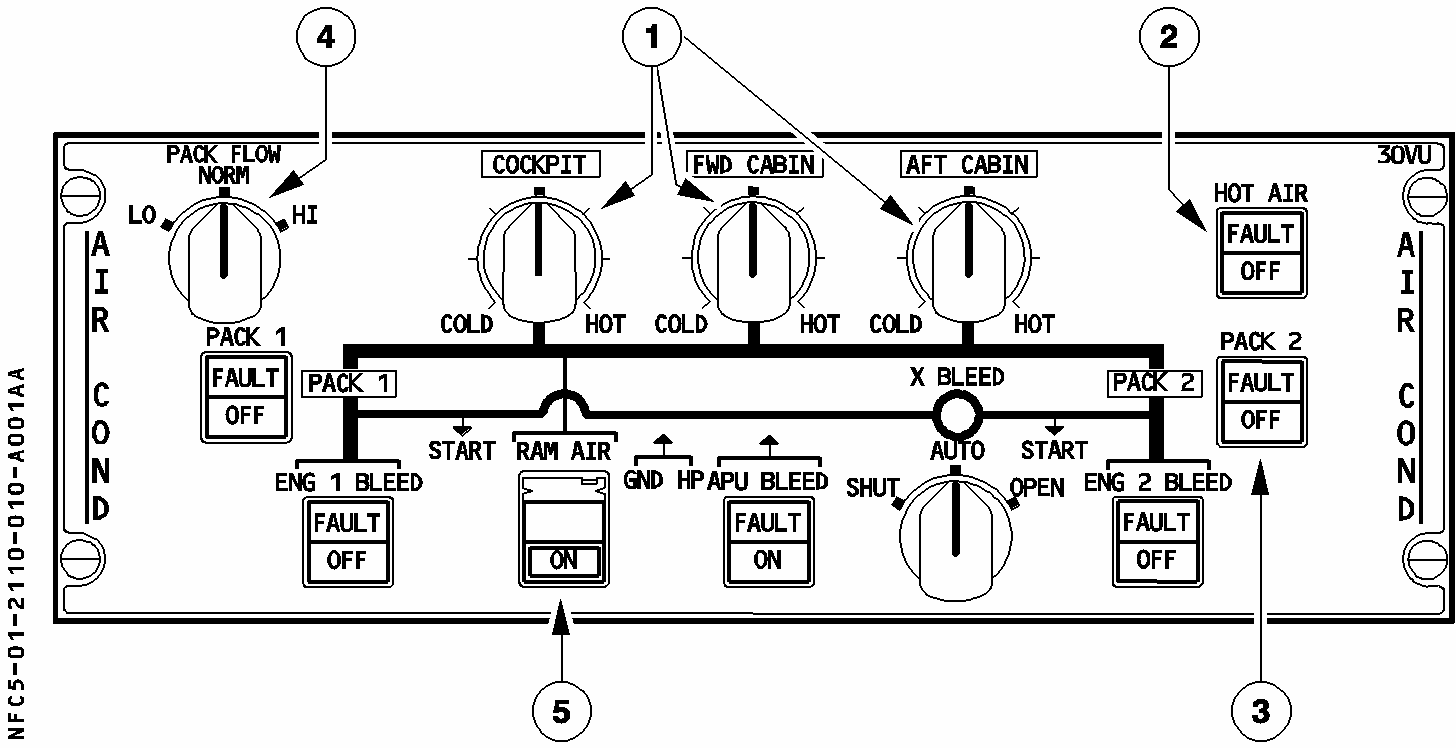 4
1
2
PACK FLOW
NORM
LO
HI
COCKPIT
FWD CABIN
AFT CABIN
30VU
HOT AIR
FAULT
OFF
AIR COND
COLD
HOT
COLD
HOT
COLD
HOT
AIR COND
PACK 1
FAULT
OFF
PACK 1
X BLEED
PACK 2
PACK 2
FAULT
OFF
START
RAM AIR
AUTO
START
ENG 1 BLEED
GND HP
APU BLEED
SHUT
OPEN
ENG 2 BLEED
FAULT
OFF
ON
FAULT
ON
FAULT
OFF
5
3
NFC5-01-2110-010-A001AA